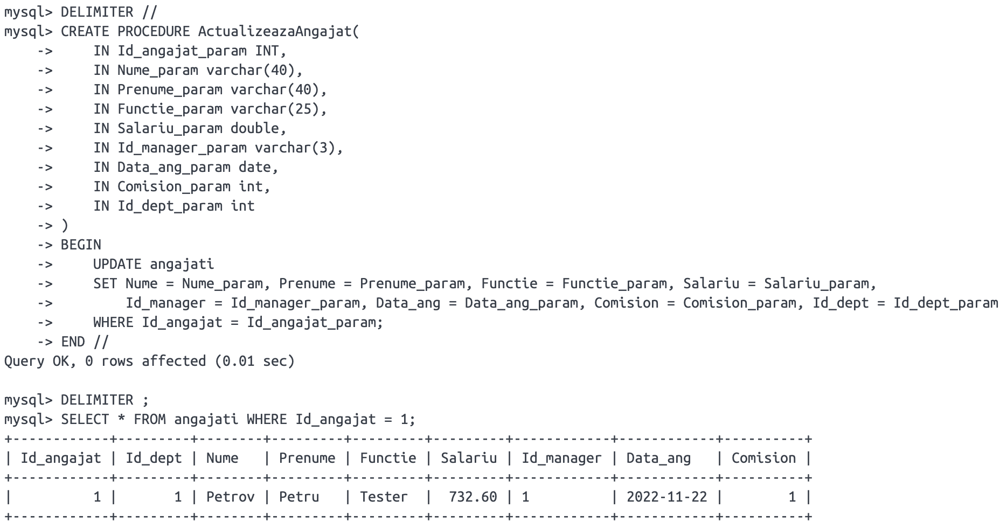 mysql> DELIMITER //
mysql> CREATE PROCEDURE ActualizeazaAngajat(
    ->     IN Id_angajat_param INT,
    ->     IN Nume_param varchar(40),
    ->     IN Prenume_param varchar(40),
    ->     IN Functie_param varchar(25),
    ->     IN Salariu_param double,
    ->     IN Id_manager_param varchar(3),
    ->     IN Data_ang_param date,
    ->     IN Comision_param int,
    ->     IN Id_dept_param int
    -> )
    -> BEGIN
    ->     UPDATE angajati
    ->     SET Nume = Nume_param, Prenume = Prenume_param, Functie = Functie_param, Salariu = Salariu_param,
    ->         Id_manager = Id_manager_param, Data_ang = Data_ang_param, Comision = Comision_param, Id_dept = Id_dept_param
    ->     WHERE Id_angajat = Id_angajat_param;
    -> END //
Query OK, 0 rows affected (0.01 sec)

mysql> DELIMITER ;
mysql> SELECT * FROM angajati WHERE Id_angajat = 1;
+------------+---------+--------+---------+---------+---------+------------+------------+----------+
| Id_angajat | Id_dept | Nume   | Prenume | Functie | Salariu | Id_manager | Data_ang   | Comision |
+------------+---------+--------+---------+---------+---------+------------+------------+----------+
|          1 |       1 | Petrov | Petru   | Tester  |  732.60 | 1          | 2022-11-22 |        1 |
+------------+---------+--------+---------+---------+---------+------------+------------+----------+